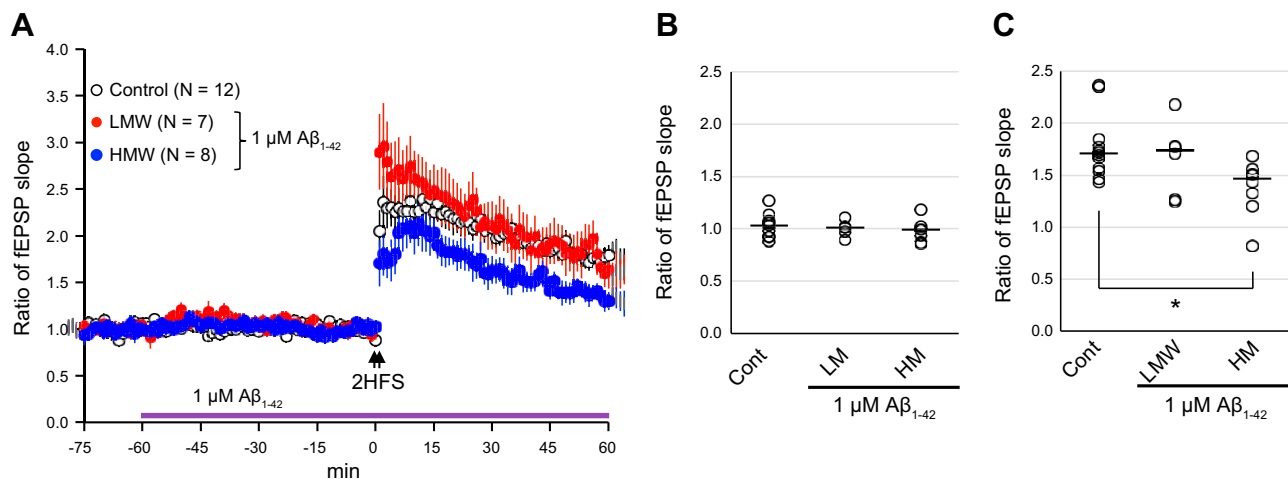 A
Ratio of fEPSP slope
4.0
3.5
3.0
2.5
2.0
1.5
1.0
0.5
0.0
Control (N = 12)
LMW (N = 7)
HMW (N = 8)
1 µM Aβ1-42
2HFS
1 µM Aβ1-42
-75 -60 -45 -30 -15 0 15 30 45 60
min
B
Ratio of fEPSP slope
2.5
2.0
1.5
1.0
0.5
0.0
Cont LM HM
1 µM Aβ1-42
C
Ratio of fEPSP slope
2.5
2.0
1.5
1.0
0.5
0.0
*
Cont LMW HM
1 µM Aβ1-42